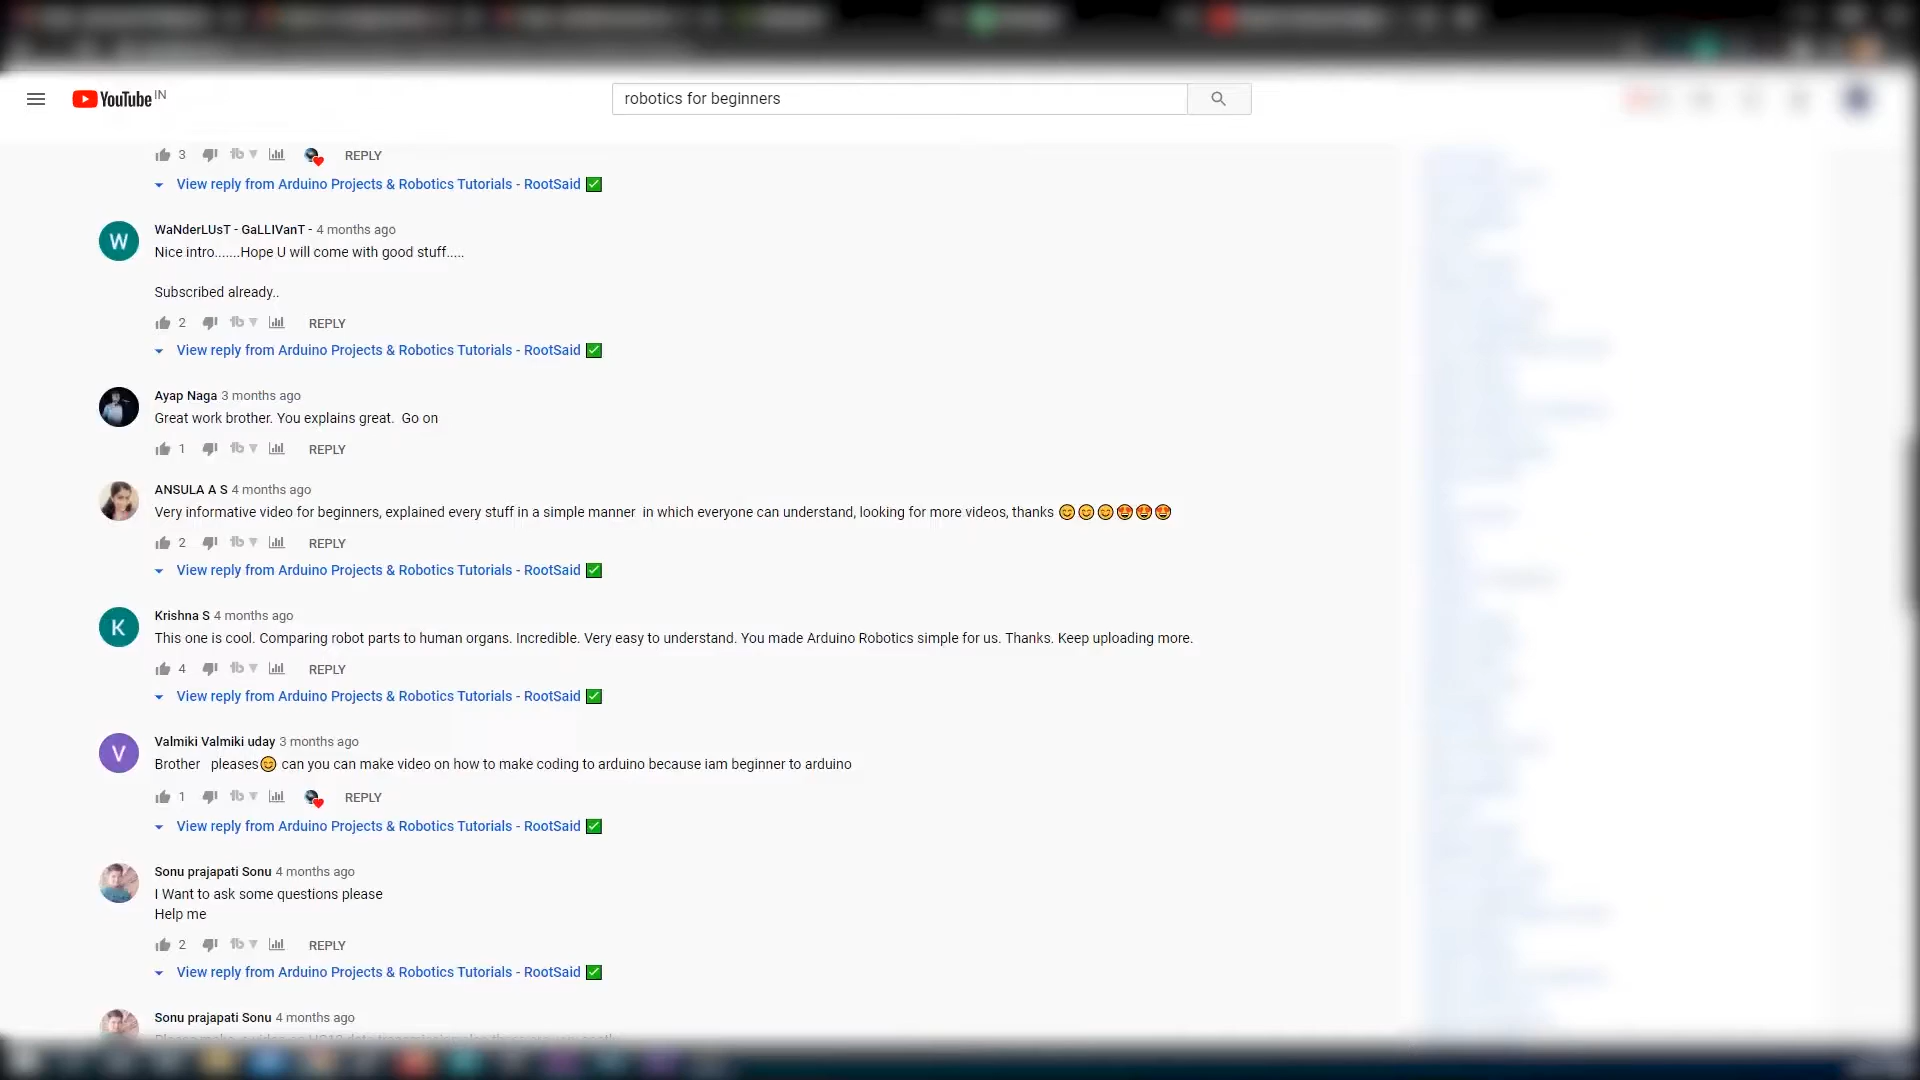 YouTube IN
robotics for beginners
3 REPLY
View reply from Arduino Projects & Robotics Tutorials - RootSaid ✅
W
WaNderLUsT - GaLLIVanT - 4 months ago
Nice intro.......Hope U will come with good stuff.....
Subscribed already..
2 REPLY
View reply from Arduino Projects & Robotics Tutorials - RootSaid ✅
Ayap Naga 3 months ago
Great work brother. You explains great.  Go on
1 REPLY
ANSULA A S 4 months ago
Very informative video for beginners, explained every stuff in a simple manner  in which everyone can understand, looking for more videos, thanks 😊😊😊🤩🤩🤩
2 REPLY
View reply from Arduino Projects & Robotics Tutorials - RootSaid ✅
K
Krishna S 4 months ago
This one is cool. Comparing robot parts to human organs. Incredible. Very easy to understand. You made Arduino Robotics simple for us. Thanks. Keep uploading more.
4 REPLY
View reply from Arduino Projects & Robotics Tutorials - RootSaid ✅
V
Valmiki Valmiki uday 3 months ago
Brother   pleases😊 can you can make video on how to make coding to arduino because iam beginner to arduino
1 REPLY
View reply from Arduino Projects & Robotics Tutorials - RootSaid ✅
Sonu prajapati Sonu 4 months ago
I Want to ask some questions please
Help me
2 REPLY
View reply from Arduino Projects & Robotics Tutorials - RootSaid ✅
Sonu prajapati Sonu 4 months ago